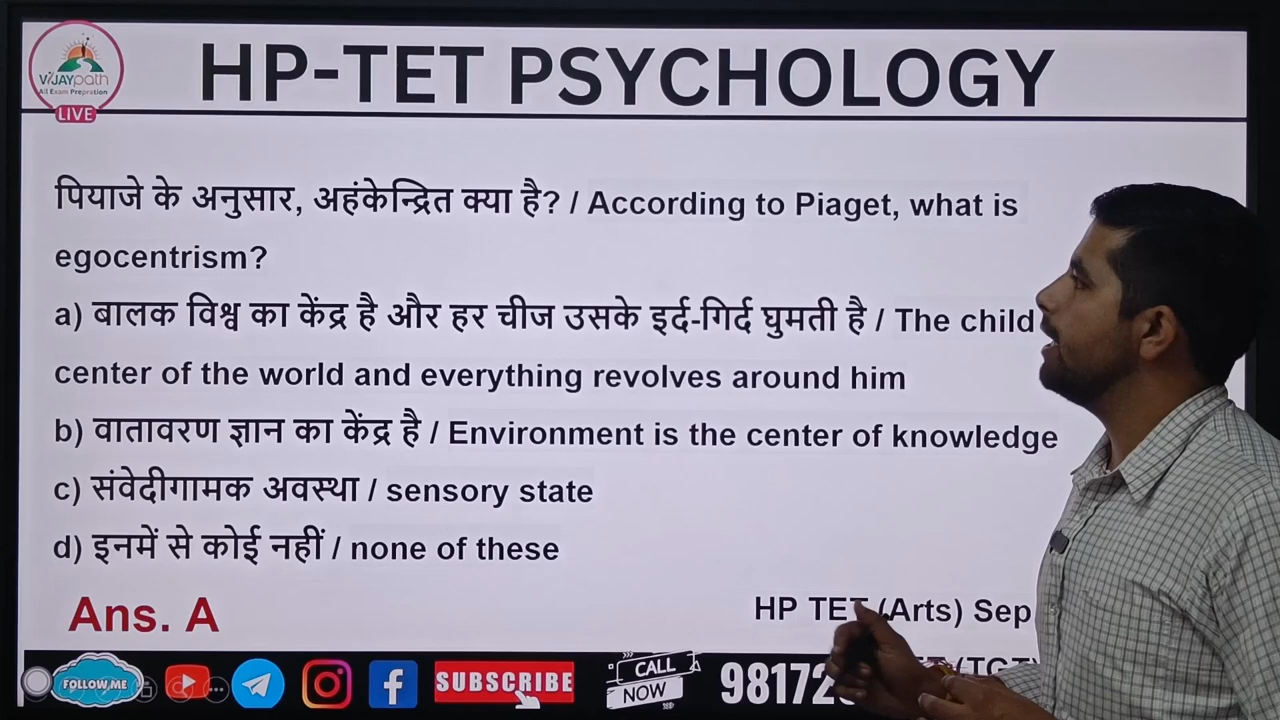 HP-TET PSYCHOLOGY
ViJAYpath
All Exam Prepration
LIVE
पियाजे के अनुसार, अहंकेन्द्रित क्या है? / According to Piaget, what is
egocentrism?
a) बालक विश्व का केंद्र है और हर चीज उसके इर्द-गिर्द घुमती है / The child
center of the world and everything revolves around him
b) वातावरण ज्ञान का केंद्र है / Environment is the center of knowledge
c) संवेदीगामक अवस्था / sensory state
d) इनमें से कोई नहीं / none of these
Ans. A
HP TET (Arts) Sep
(TGT)
FOLLOW ME
SUBSCRIBE
CALL
NOW
98172